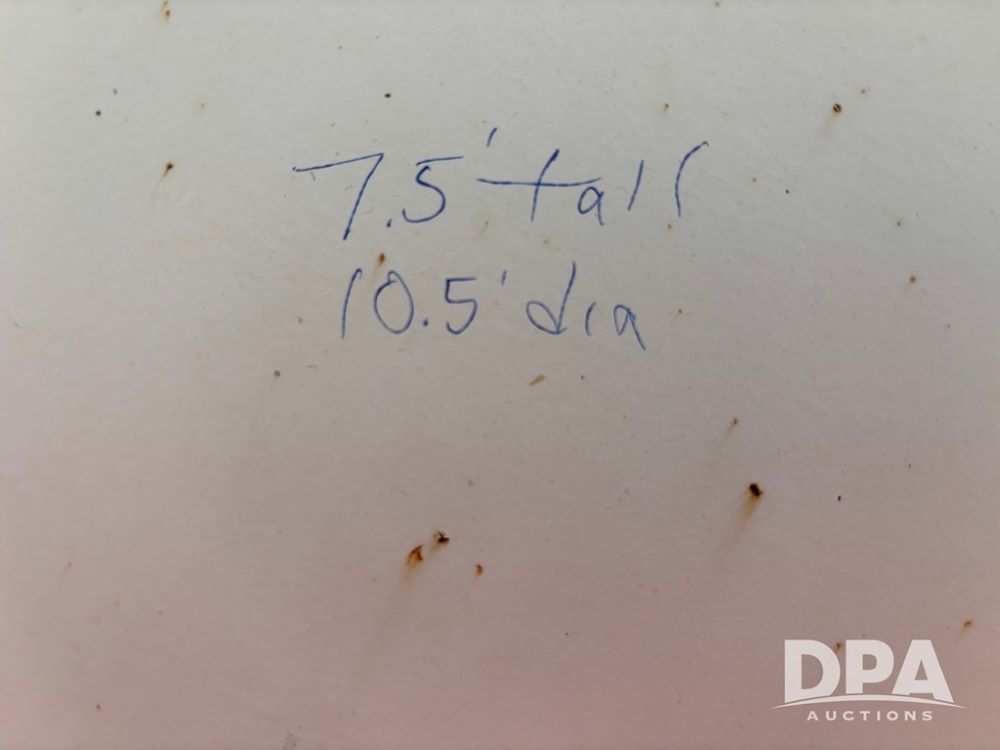 7.5' tall
10.5' dia
DPA
AUCTIONS